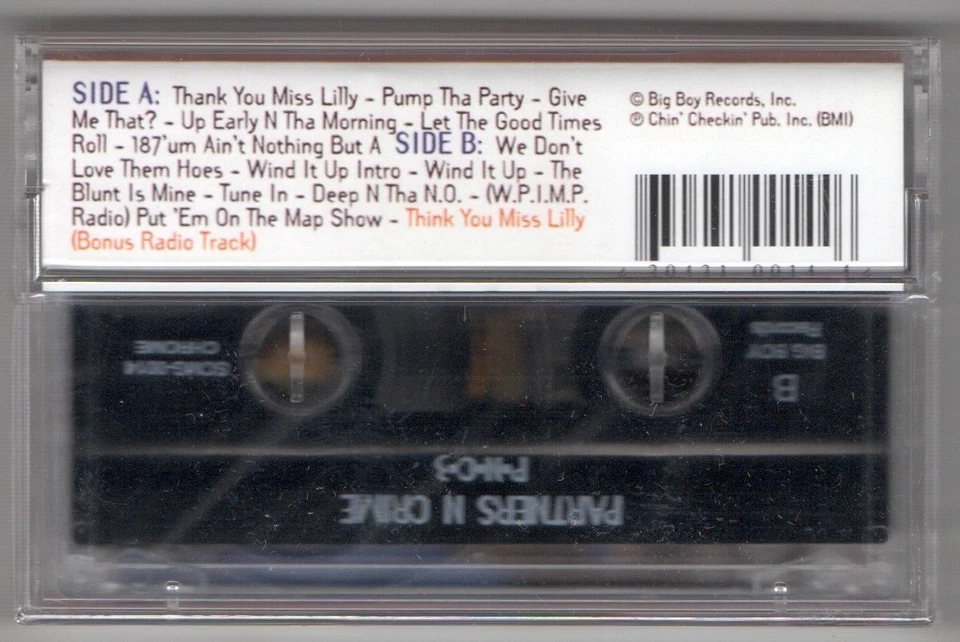 SIDE A: Thank You Miss Lilly - Pump Tha Party - Give
Me That? - Up Early N Tha Morning - Let The Good Times
Roll - 187'um Ain't Nothing But A SIDE B: We Don't
Love Them Hoes - Wind It Up Intro - Wind It Up - The
Blunt Is Mine - Tune In - Deep N Tha N.O. - (W.P.I.M.P.
Radio) Put 'Em On The Map Show - Think You Miss Lilly
(Bonus Radio Track)
© Big Boy Records, Inc.
℗ Chin' Checkin' Pub. Inc. (BMI)
B
BIG BOY
CHROME
PARTNERS N CRIME